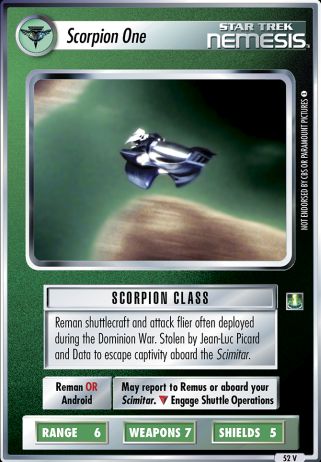 Scorpion One
STAR TREK
NEMESIS™
NOT ENDORSED BY CBS OR PARAMOUNT PICTURES
SCORPION CLASS
Reman shuttlecraft and attack flier often deployed
during the Dominion War. Stolen by Jean-Luc Picard
and Data to escape captivity aboard the Scimitar.
Reman OR
Android
May report to Remus or aboard your
Scimitar. ▼ Engage Shuttle Operations
RANGE 6
WEAPONS 7
SHIELDS 5
52 V